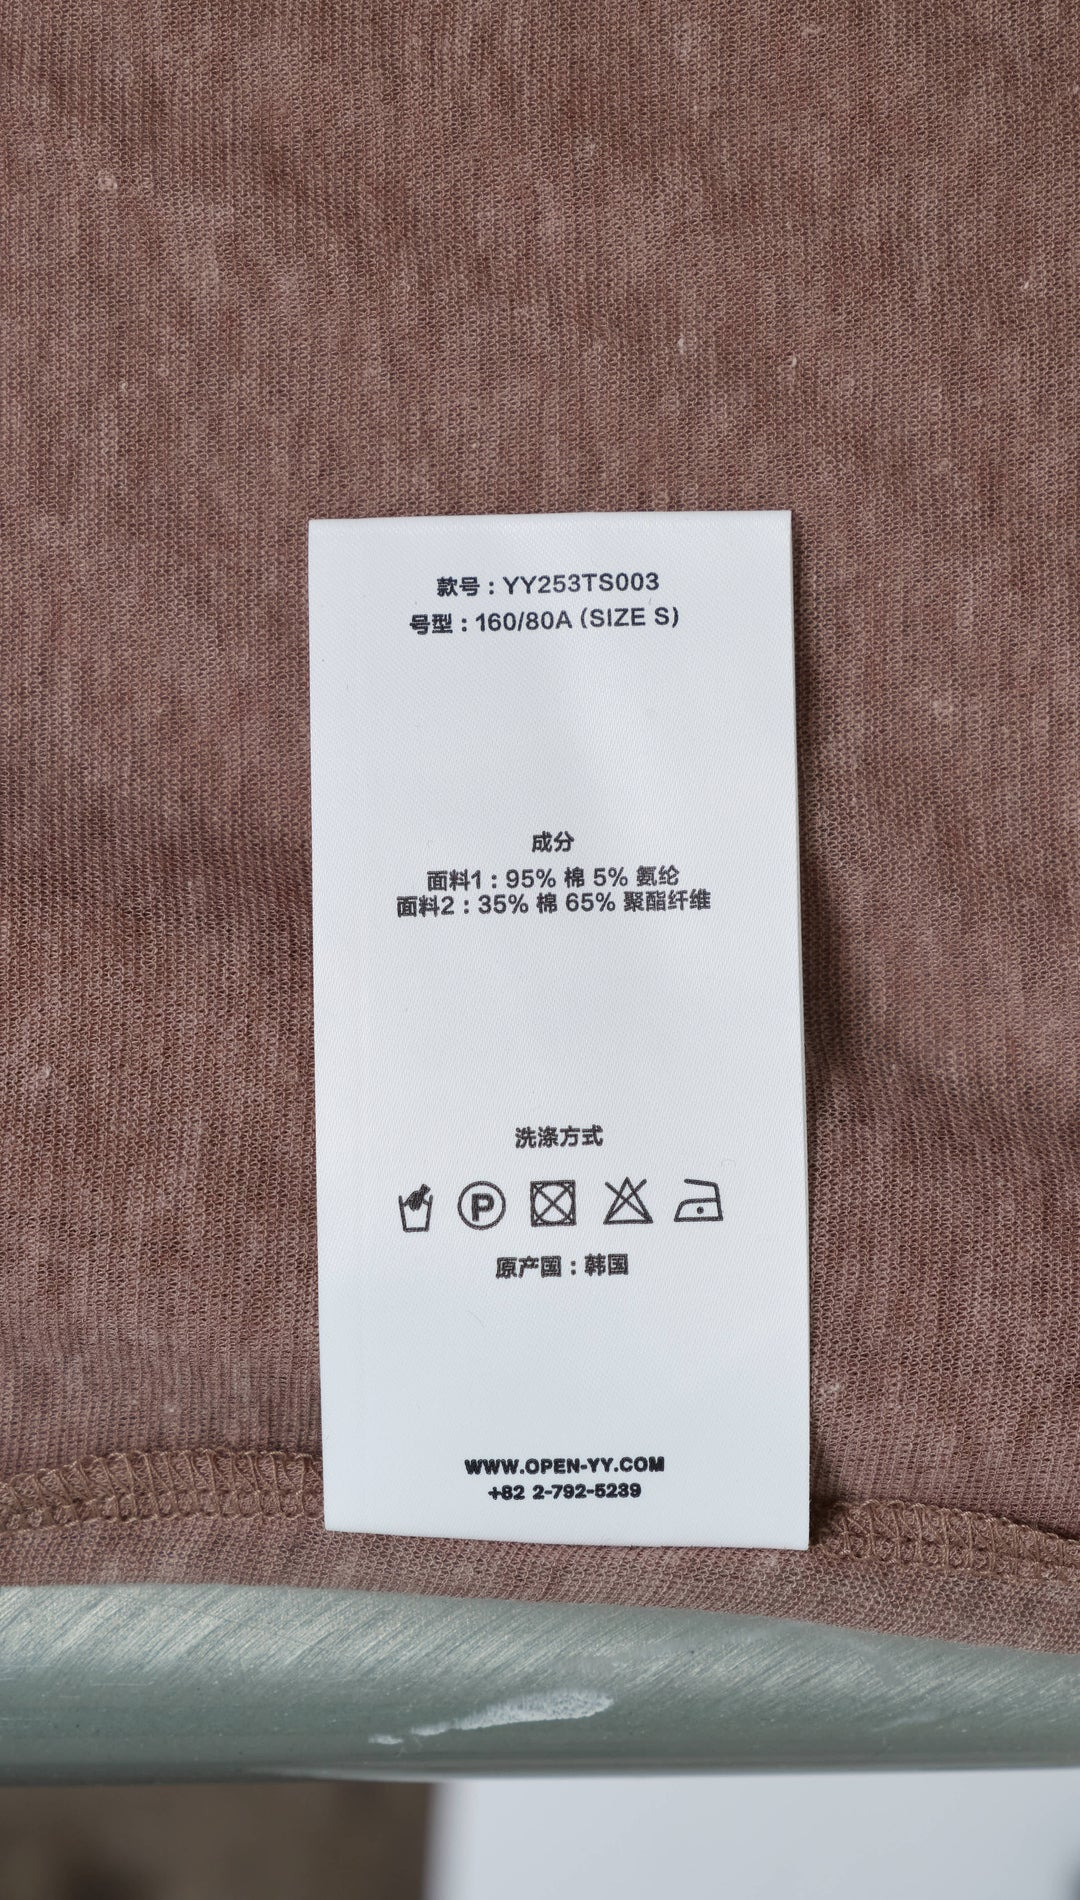 款号：YY253TS003
号型：160/80A (SIZE S)
成分
面料1：95% 棉 5% 氨纶
面料2：35% 棉 65% 聚酯纤维
洗涤方式
P
原产国：韩国
WWW.OPEN-YY.COM
+82 2-792-5239